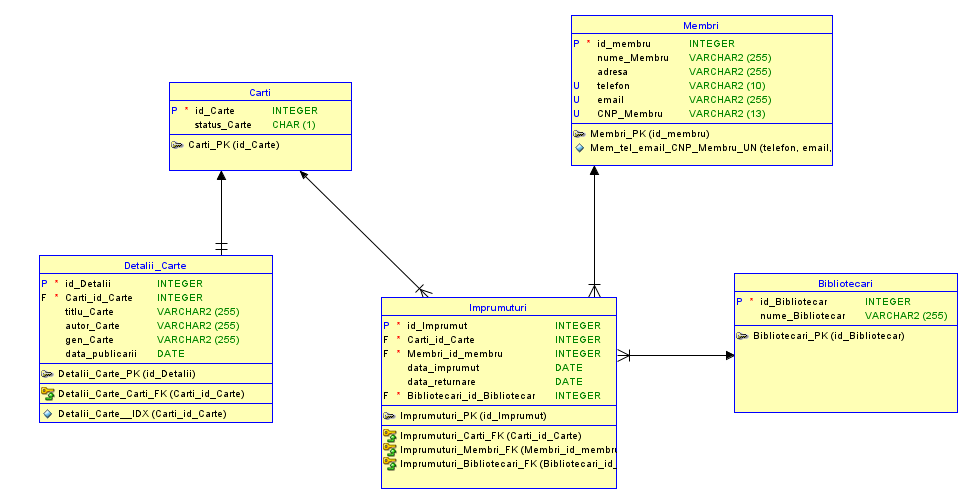 Membri
P * id_membru INTEGER
nume_Membru VARCHAR2 (255)
adresa VARCHAR2 (255)
U telefon VARCHAR2 (10)
U email VARCHAR2 (255)
U CNP_Membru VARCHAR2 (13)
Membri_PK (id_membru)
Mem_tel_email_CNP_Membru_UN (telefon, email,
Carti
P * id_Carte INTEGER
status_Carte CHAR (1)
Carti_PK (id_Carte)
Detalii_Carte
P * id_Detalii INTEGER
F * Carti_id_Carte INTEGER
titlu_Carte VARCHAR2 (255)
autor_Carte VARCHAR2 (255)
gen_Carte VARCHAR2 (255)
data_publicarii DATE
Detalii_Carte_PK (id_Detalii)
Detalii_Carte_Carti_FK (Carti_id_Carte)
Detalii_Carte__IDX (Carti_id_Carte)
Imprumuturi
P * id_Imprumut INTEGER
F * Carti_id_Carte INTEGER
F * Membri_id_membru INTEGER
data_imprumut DATE
data_returnare DATE
F * Bibliotecari_id_Bibliotecar INTEGER
Imprumuturi_PK (id_Imprumut)
Imprumuturi_Carti_FK (Carti_id_Carte)
Imprumuturi_Membri_FK (Membri_id_membru
Imprumuturi_Bibliotecari_FK (Bibliotecari_id_
Bibliotecari
P * id_Bibliotecar INTEGER
nume_Bibliotecar VARCHAR2 (255)
Bibliotecari_PK (id_Bibliotecar)